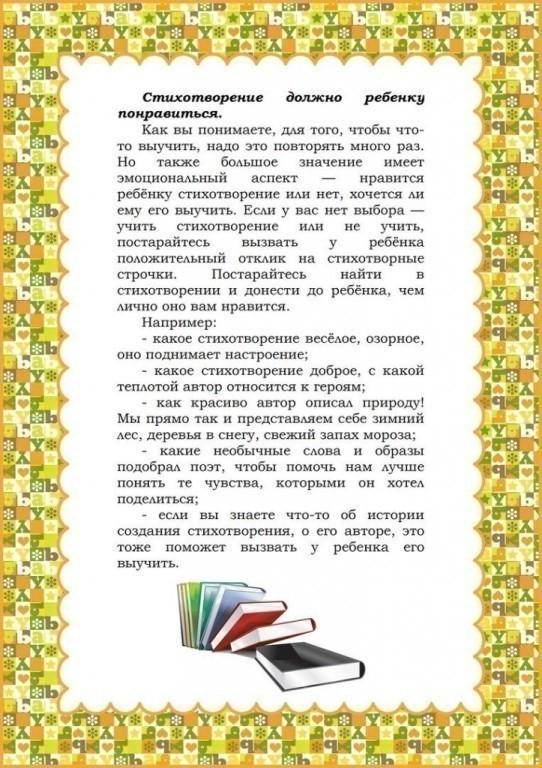 Стихотворение должно ребенку
понравиться.
Как вы понимаете, для того, чтобы что-
то выучить, надо это повторять много раз.
Но также большое значение имеет
эмоциональный аспект — нравится
ребёнку стихотворение или нет, хочется ли
ему его выучить. Если у вас нет выбора —
учить стихотворение или не учить,
постарайтесь вызвать у ребёнка
положительный отклик на стихотворные
строчки. Постарайтесь найти в
стихотворении и донести до ребёнка, чем
лично оно вам нравится.
Например:
- какое стихотворение весёлое, озорное,
оно поднимает настроение;
- какое стихотворение доброе, с какой
теплотой автор относится к героям;
- как красиво автор описал природу!
Мы прямо так и представляем себе зимний
лес, деревья в снегу, свежий запах мороза;
- какие необычные слова и образы
подобрал поэт, чтобы помочь нам лучше
понять те чувства, которыми он хотел
поделиться;
- если вы знаете что-то об истории
создания стихотворения, о его авторе, это
тоже поможет вызвать у ребенка его
выучить.